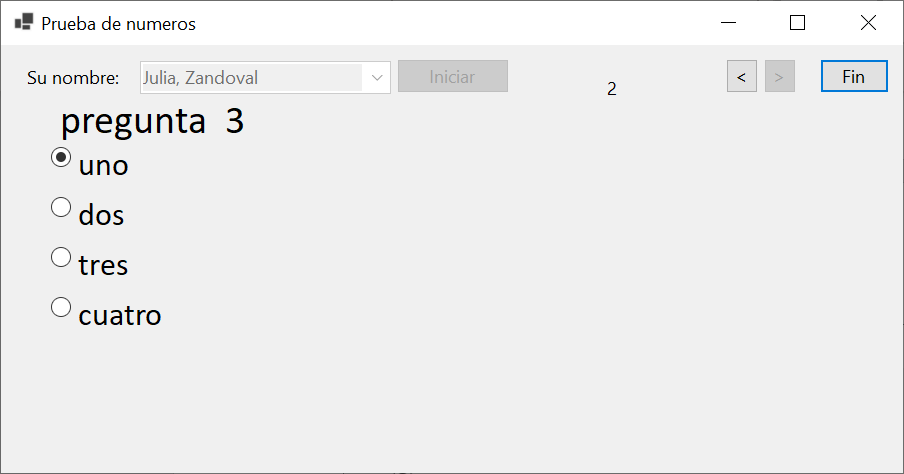 Prueba de numeros
Su nombre: Julia, Zandoval Iniciar 2 < > Fin
pregunta 3
uno
dos
tres
cuatro